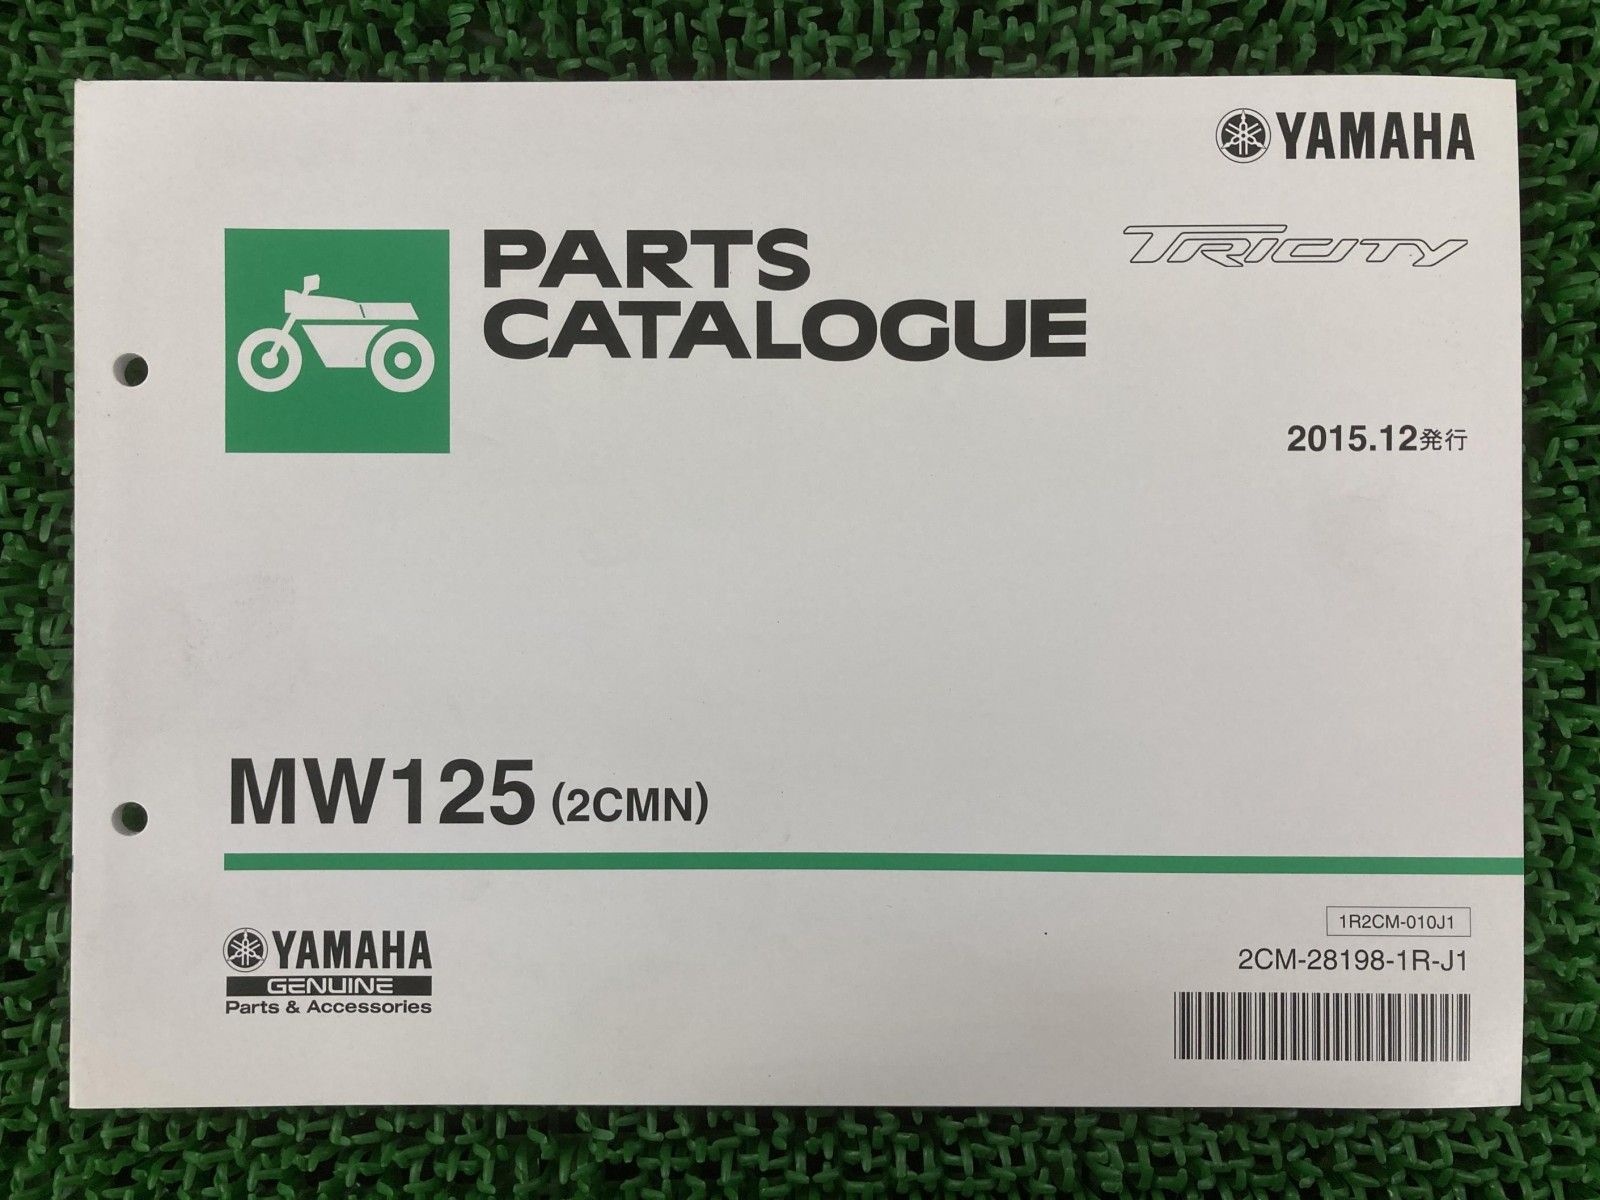 YAMAHA
PARTS
CATALOGUE
TRICITY
2015.12発行
MW125 (2CMN)
YAMAHA
GENUINE
Parts & Accessories
1R2CM-010J1
2CM-28198-1R-J1